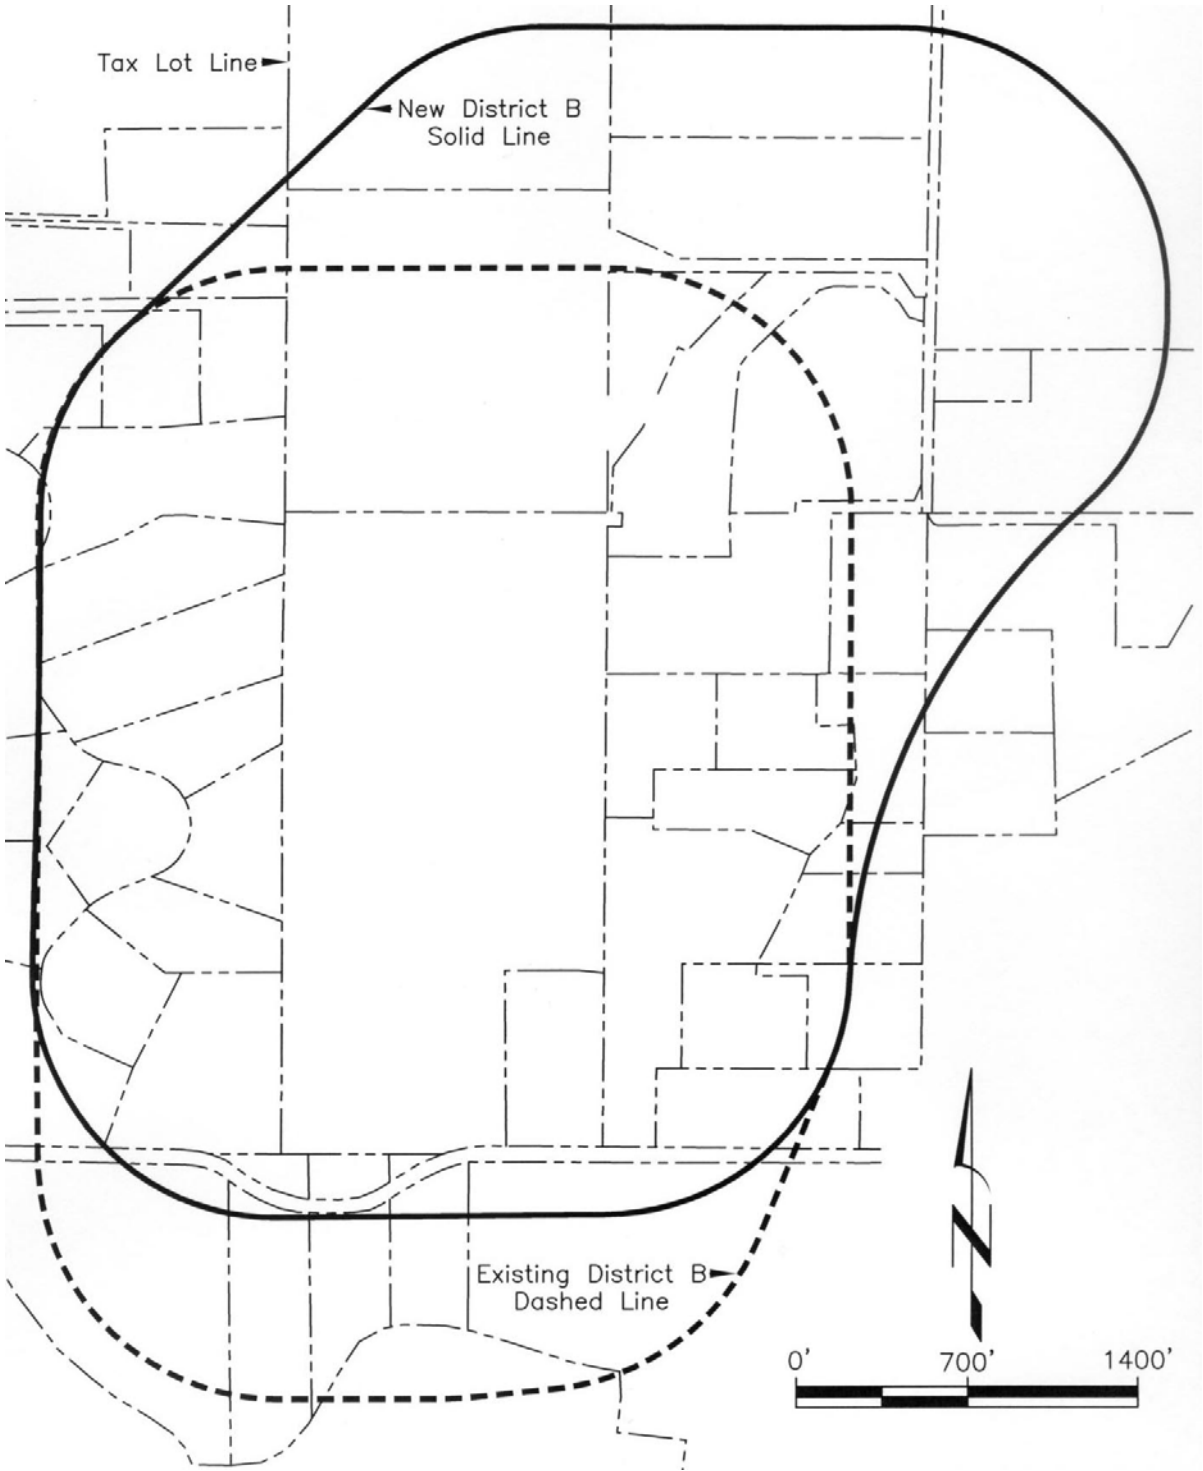 Tax Lot Line
New District B
Solid Line
Existing District B
Dashed Line
0' 700' 1400'